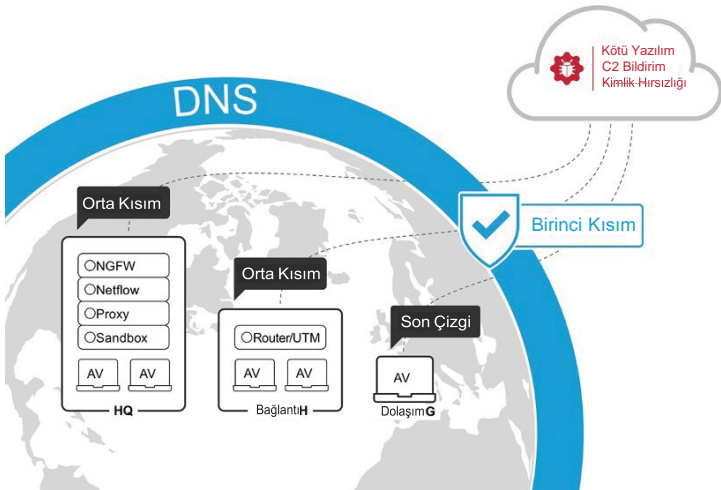 Kötü Yazılım
C2 Bildirim
Kimlik Hırsızlığı
DNS
Birinci Kısım
Orta Kısım
NGFW
Netflow
Proxy
Sandbox
AV AV
HQ
Orta Kısım
Router/UTM
AV AV
BağlantıH
Son Çizgi
AV
DolaşımG